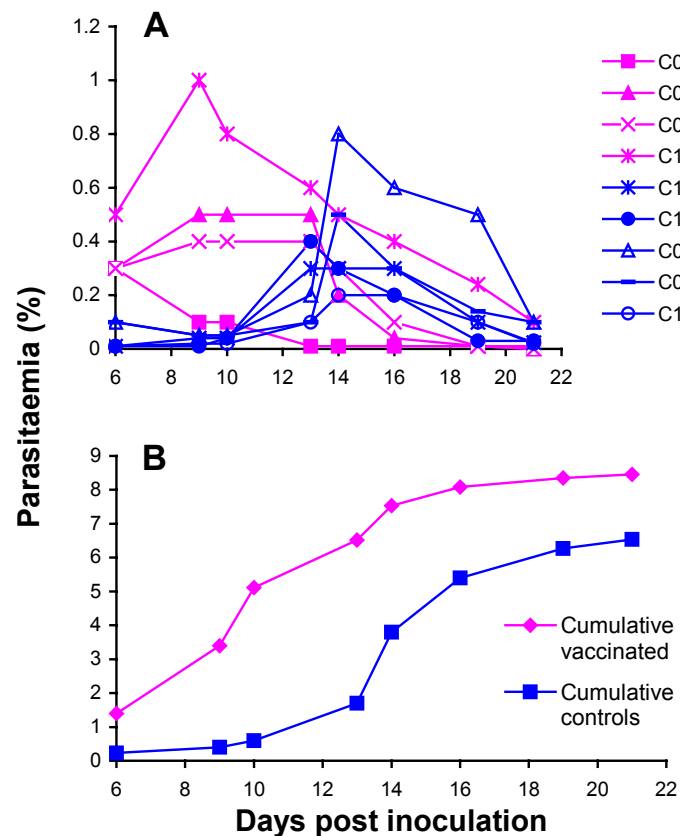 A
1.2
1
0.8
0.6
0.4
0.2
0
6 8 10 12 14 16 18 20 22
C0
C0
C0
C1
C1
C1
C0
C0
C1
Parasitaemia (%)
B
9
8
7
6
5
4
3
2
1
0
6 8 10 12 14 16 18 20 22
Cumulative
vaccinated
Cumulative
controls
Days post inoculation